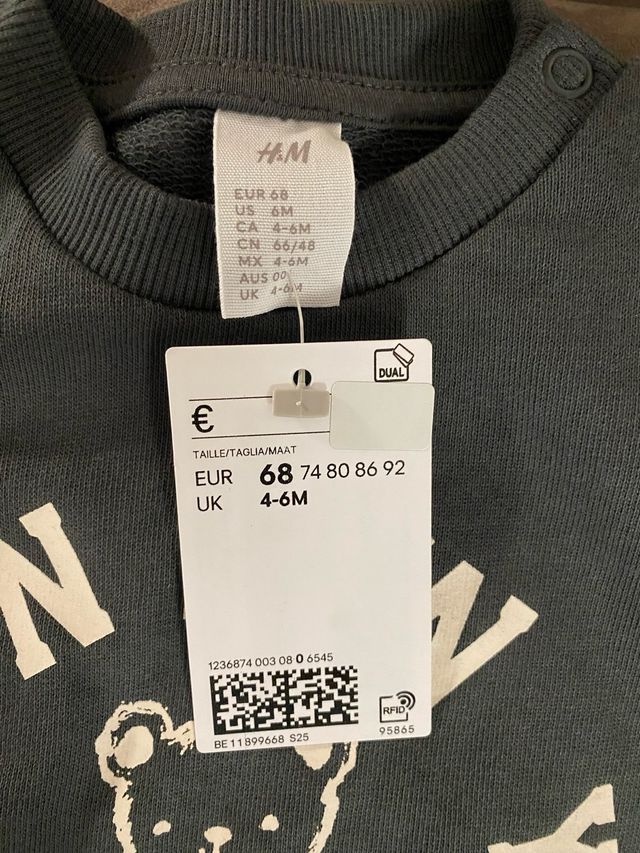 H&M
EUR 68
US 6M
CA 4-6M
CN 66/48
MX 4-6M
AUS 00
UK 4-6M
DUAL
€
TAILLE/TAGLIA/MAAT
EUR 68 74 80 86 92
UK 4-6M
N
N
1236874 003 08 0 6545
RFID
BE 11899668 S25
95865
Y